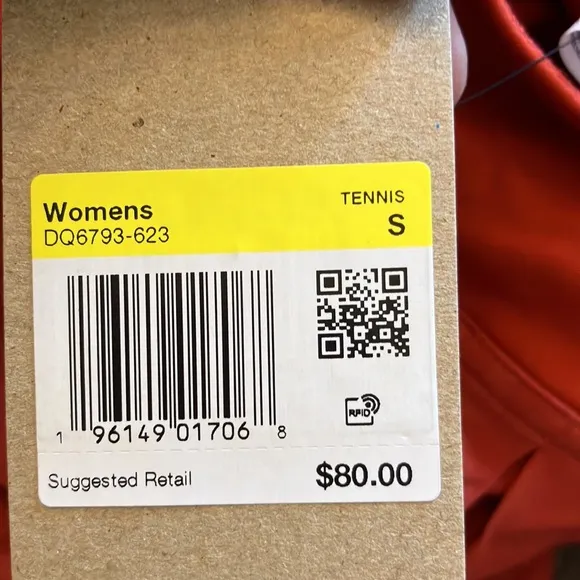 Womens
TENNIS
DQ6793-623
S
RFID
1 96149 01706 8
Suggested Retail
$80.00